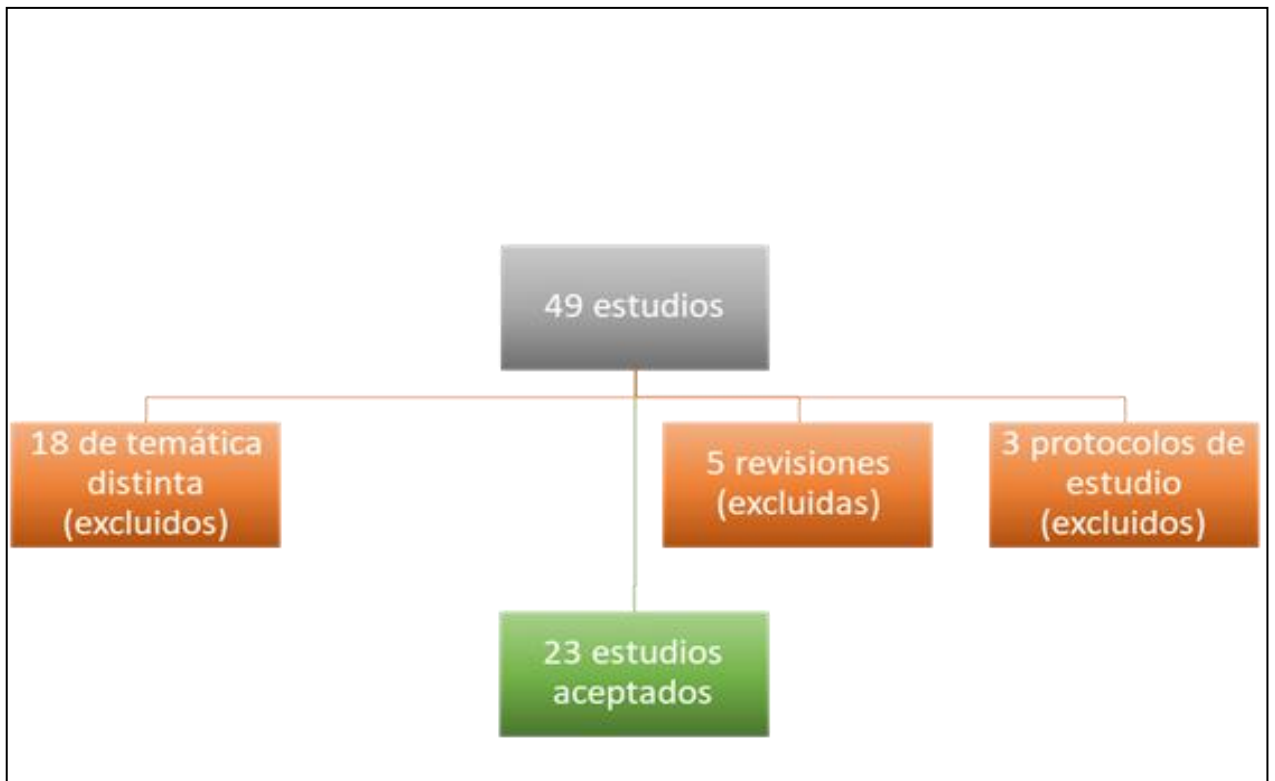 49 estudios
18 de temática
distinta
(excluidos)
5 revisiones
(excluidas)
3 protocolos de
estudio
(excluidos)
23 estudios
aceptados